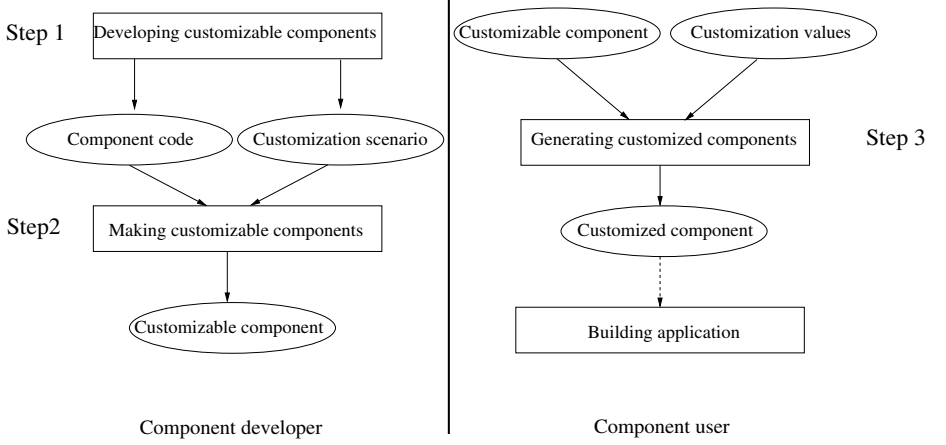 Step 1
Developing customizable components
Component code
Customization scenario
Step2
Making customizable components
Customizable component
Component developer
Customizable component
Customization values
Generating customized components
Step 3
Customized component
Building application
Component user